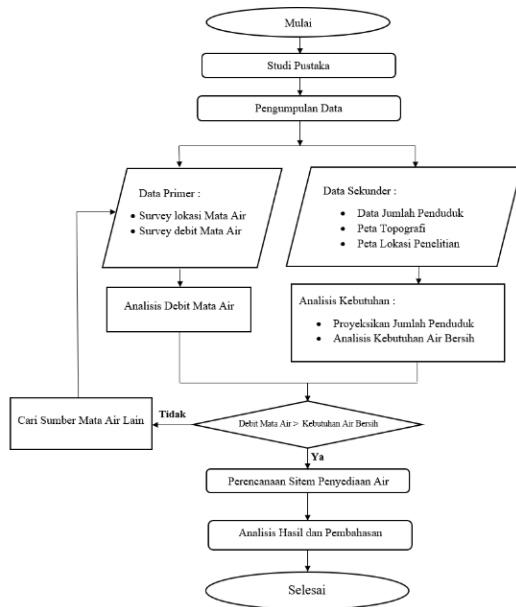 Mulai
Studi Pustaka
Pengumpulan Data
Data Primer :
• Survey lokasi Mata Air
• Survey debit Mata Air
Data Sekunder :
• Data Jumlah Penduduk
• Peta Topografi
• Peta Lokasi Penelitian
Analisis Debit Mata Air
Analisis Kebutuhan :
• Proyeksikan Jumlah Penduduk
• Analisis Kebutuhan Air Bersih
Cari Sumber Mata Air Lain
Tidak
Debit Mata Air > Kebutuhan Air Bersih
Ya
Perencanaan Sitem Penyediaan Air
Analisis Hasil dan Pembahasan
Selesai